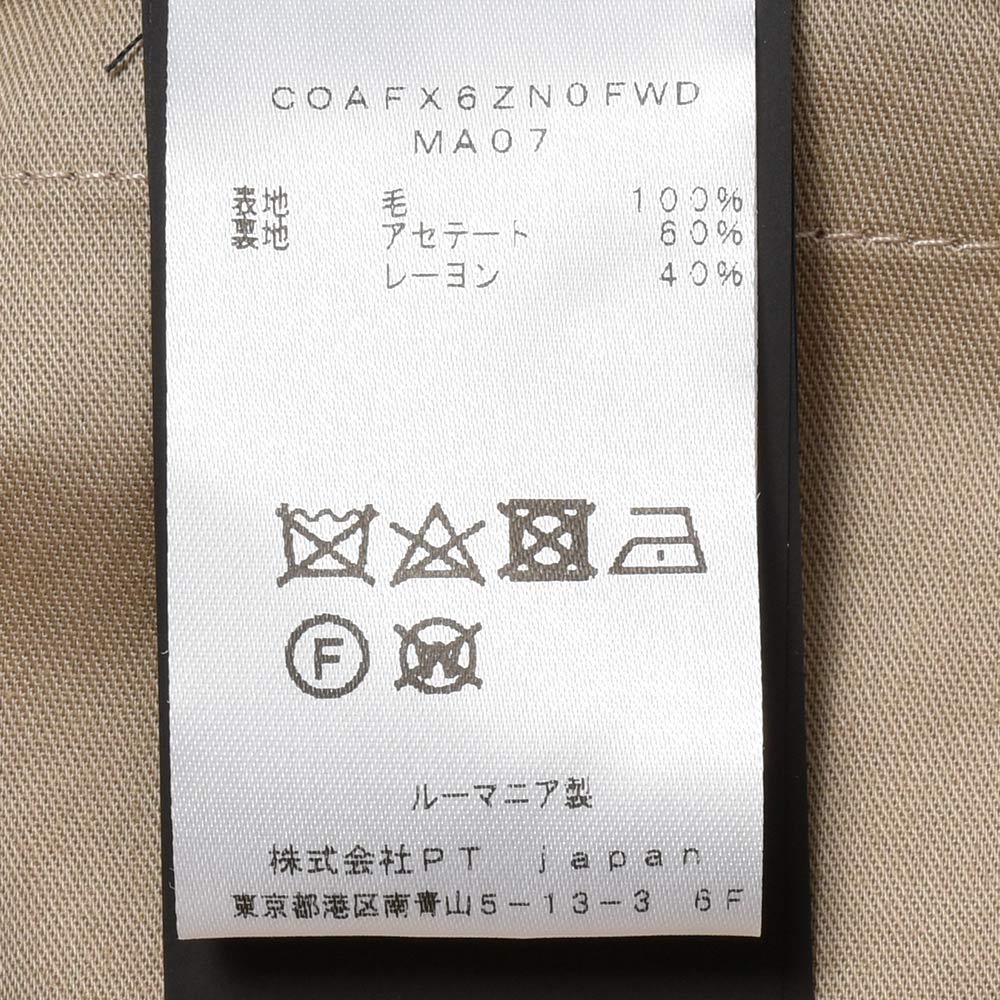 COAFX6ZN0FWD
MA07
表地 毛 100%
裏地 アセテート 60%
レーヨン 40%
F
W
ルーマニア製
株式会社PT japan
東京都港区南青山5-13-3 6F